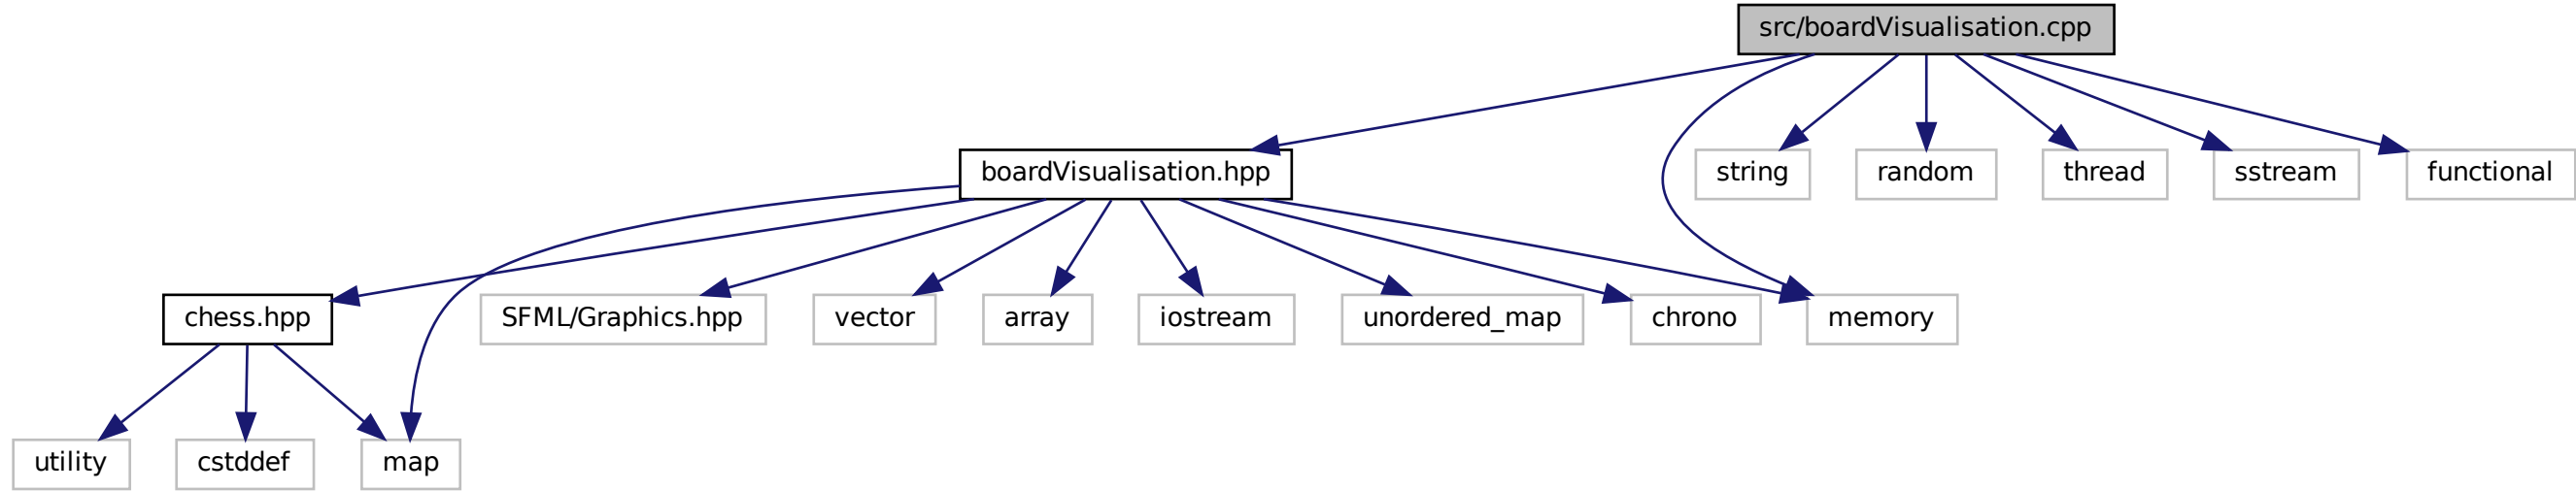 src/boardVisualisation.cpp
boardVisualisation.hpp
string
random
thread
sstream
functional
chess.hpp
SFML/Graphics.hpp
vector
array
iostream
unordered_map
chrono
memory
utility
cstddef
map